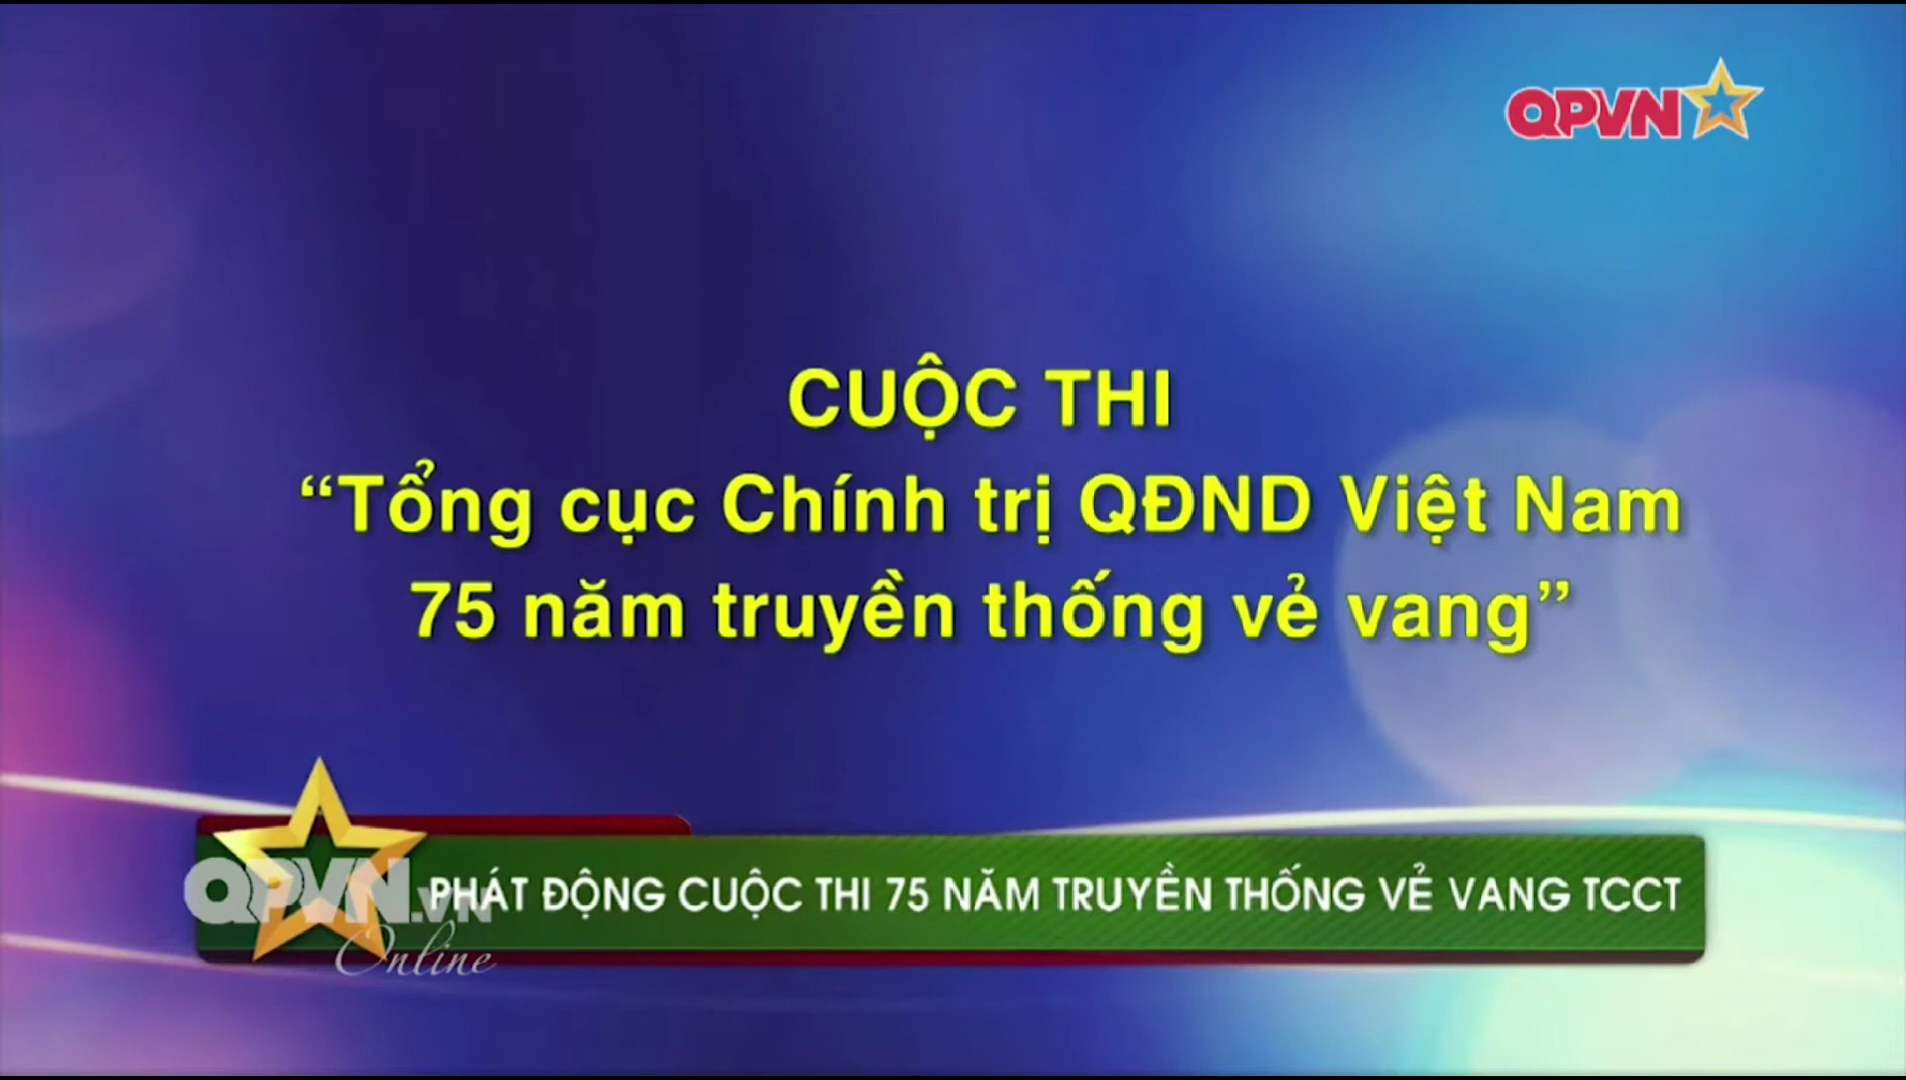 QPVN
CUỘC THI
“Tổng cục Chính trị QĐND Việt Nam
75 năm truyền thống vẻ vang”
QPVN.VN
PHÁT ĐỘNG CUỘC THI 75 NĂM TRUYỀN THỐNG VẺ VANG TCCT
Online